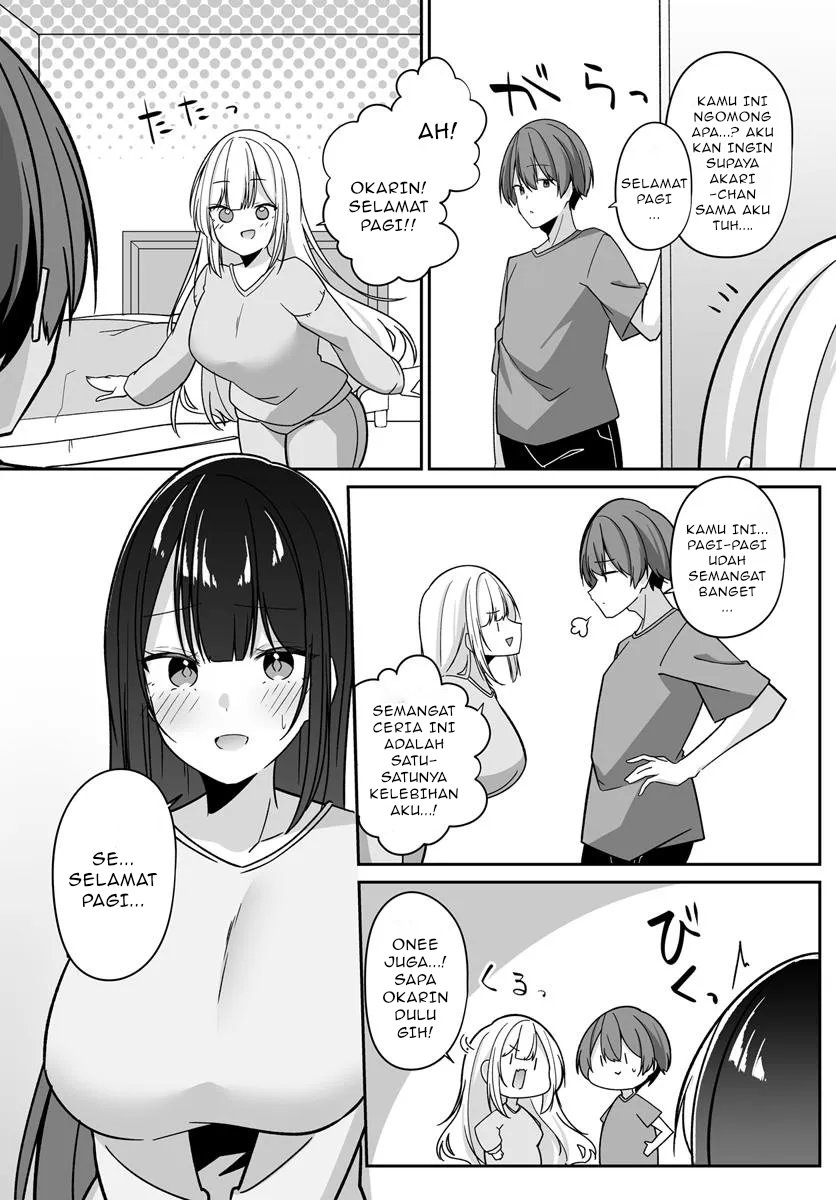 KAMU INI
NGOMONG
APA...? AKU
KAN INGIN
SUPAYA
AKARI
-CHAN
SAMA AKU
TUH....
がらっ
SELAMAT
PAGI
...
AH!
OKARIN!
SELAMAT
PAGI!!
たたっ
KAMU INI...
PAGI-PAGI
UDAH
SEMANGAT
BANGET
...
SEMANGAT
CERIA INI
ADALAH
SATU-
SATUNYA
KELEBIHAN
AKU...!
びくっ
くるっ
ONEE
JUGA...!
SAPA
OKARIN
DULU
GIH!
SE...
SELAMAT
PAGI...